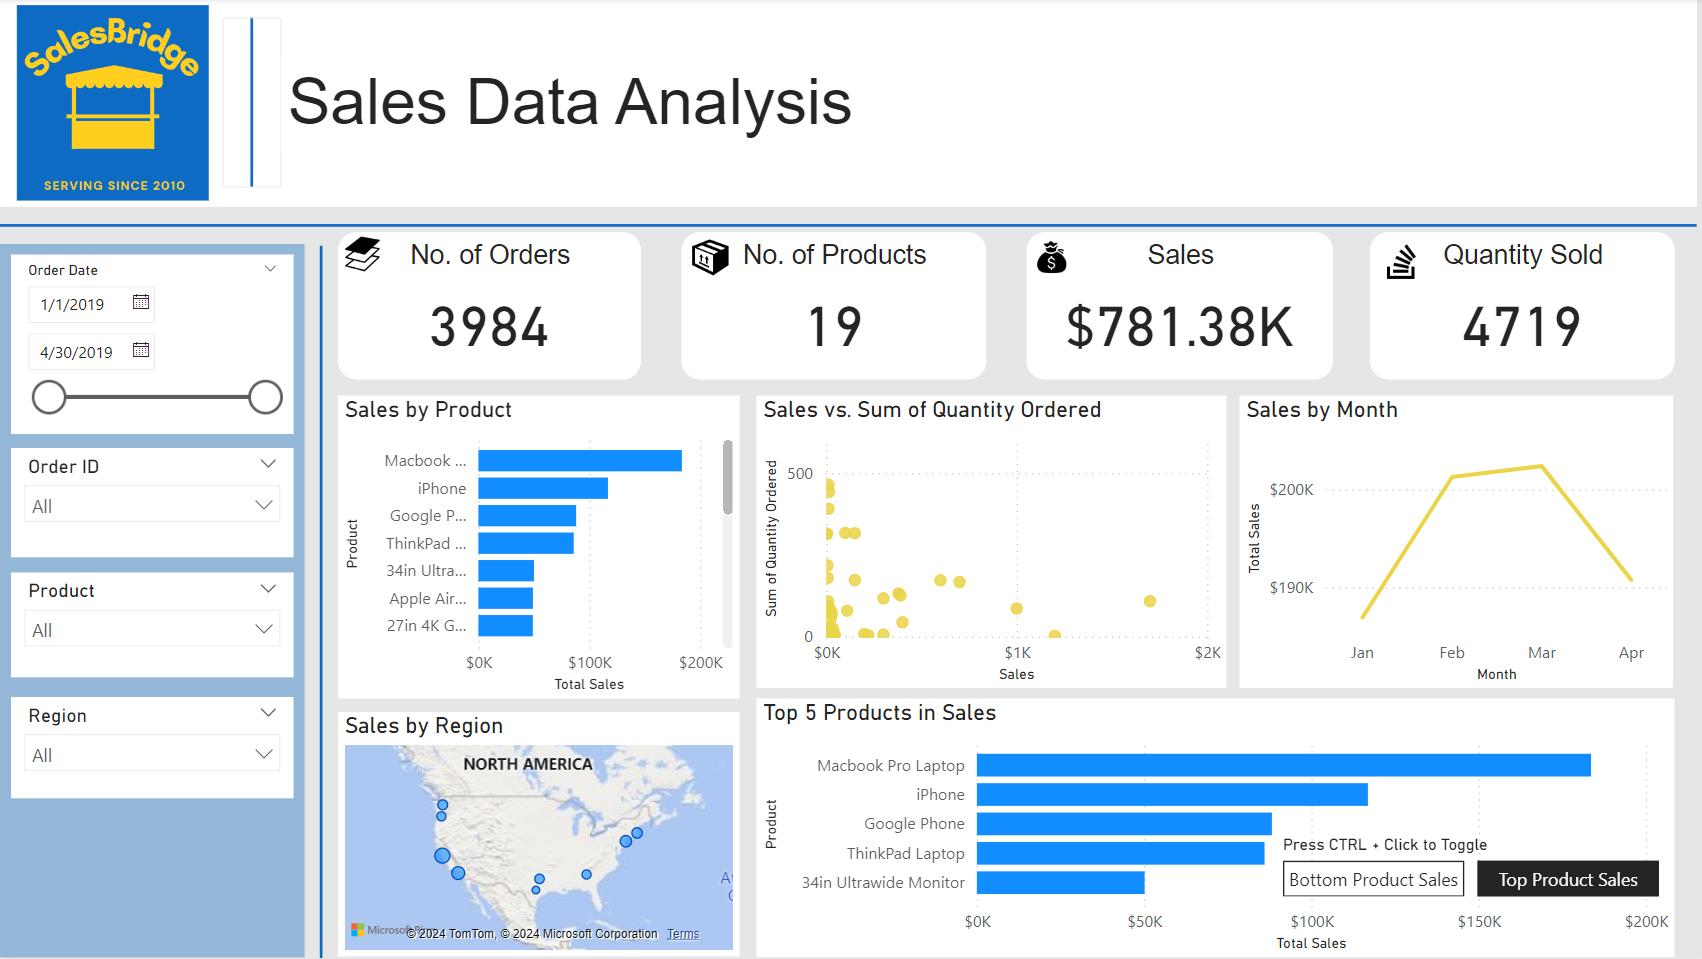 SalesBridge
SERVING SINCE 2010
Sales Data Analysis
Order Date
1/1/2019
4/30/2019
Order ID
All
Product
All
Region
All
No. of Orders
3984
No. of Products
19
Sales
$781.38K
Quantity Sold
4719
Sales by Product
Product
Macbook ...
iPhone
Google P...
ThinkPad ...
34in Ultra...
Apple Air...
27in 4K G...
$0K $100K $200K
Total Sales
Sales vs. Sum of Quantity Ordered
Sum of Quantity Ordered
500
0
$0K $1K $2K
Sales
Sales by Month
Total Sales
$200K
$190K
Jan Feb Mar Apr
Month
Sales by Region
NORTH AMERICA
Microsoft
© 2024 TomTom, © 2024 Microsoft Corporation Terms
Top 5 Products in Sales
Product
Macbook Pro Laptop
iPhone
Google Phone
ThinkPad Laptop
34in Ultrawide Monitor
Press CTRL + Click to Toggle
Bottom Product Sales
Top Product Sales
$0K $50K $100K $150K $200K
Total Sales